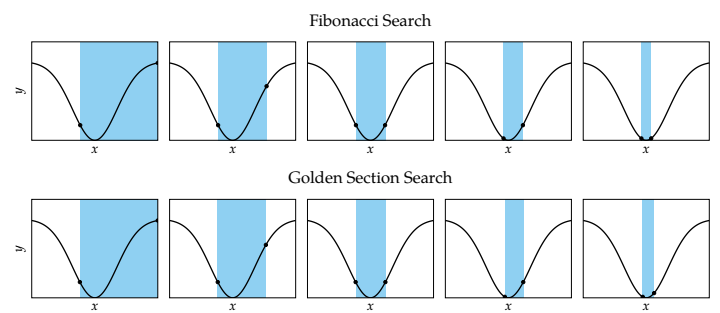 Fibonacci Search
y
x x x x x
Golden Section Search
y
x x x x x